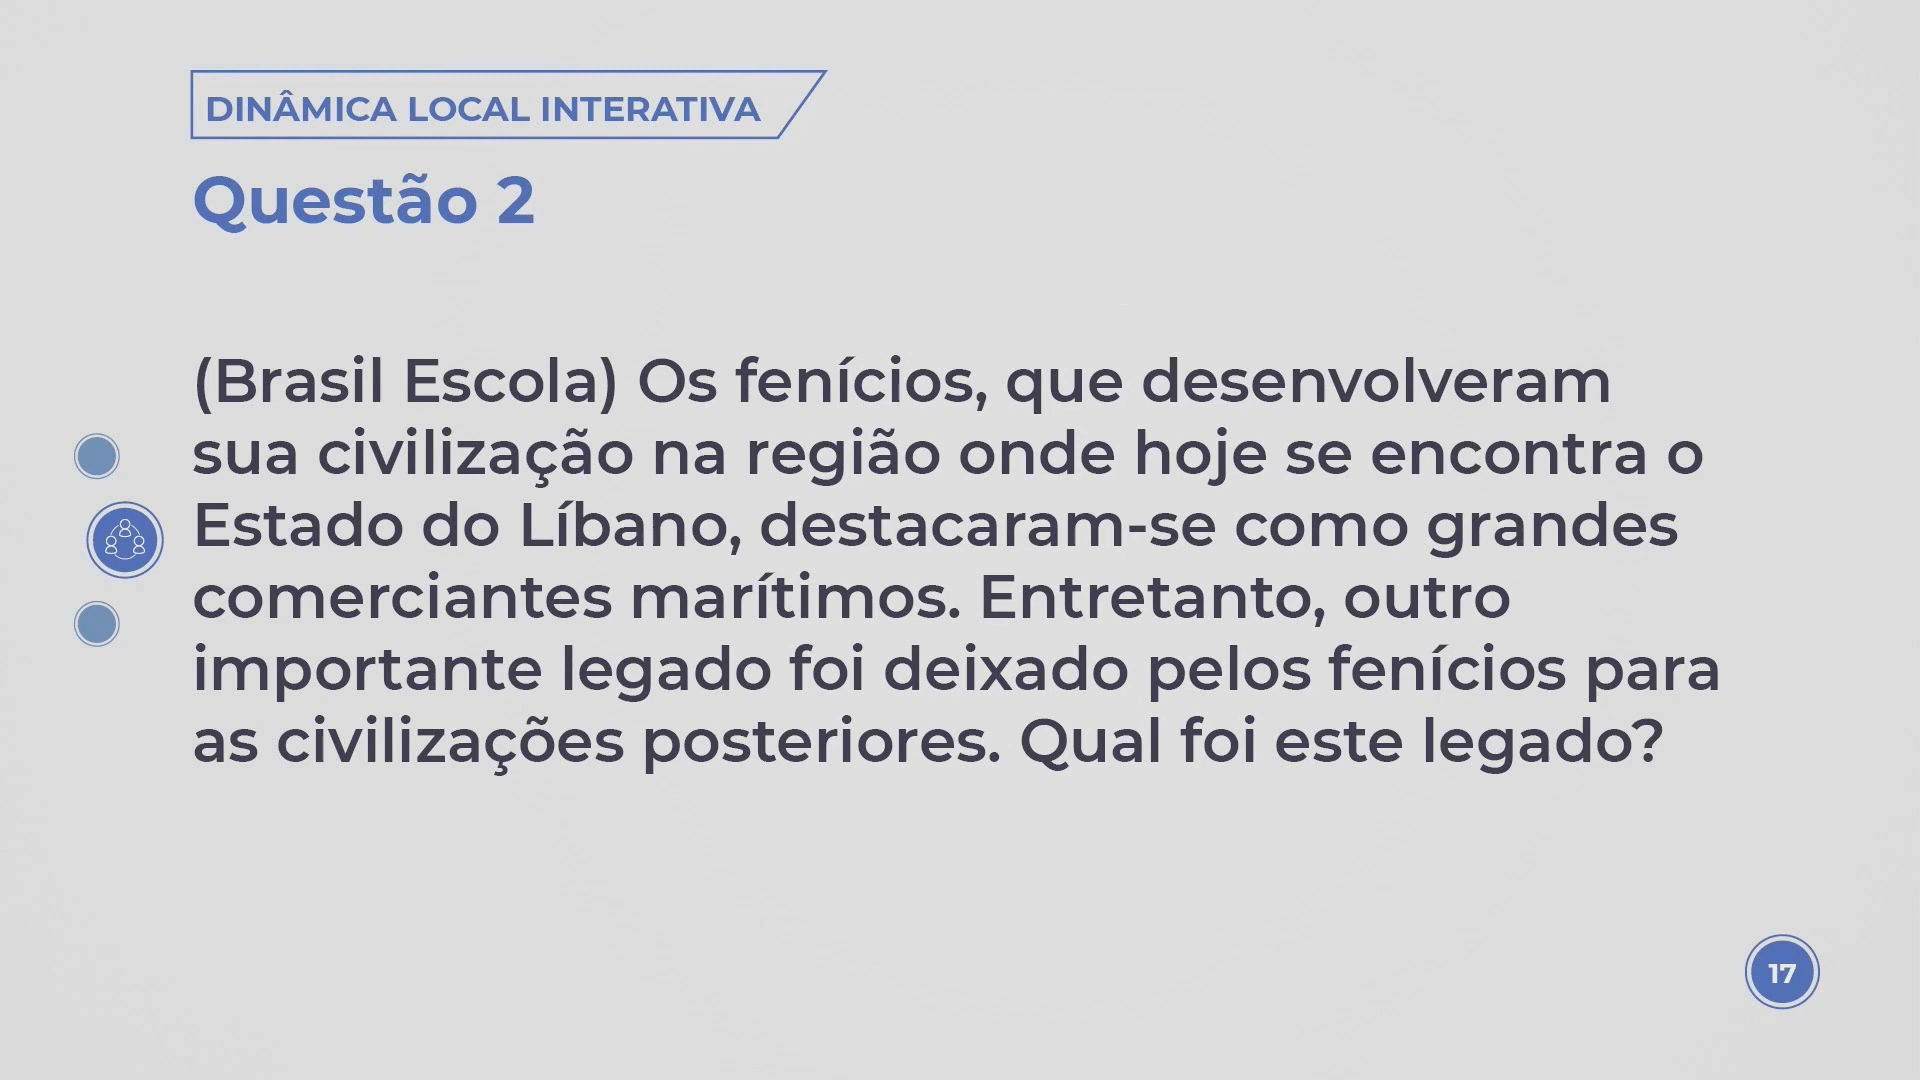 DINÂMICA LOCAL INTERATIVA
Questão 2
(Brasil Escola) Os fenícios, que desenvolveram
sua civilização na região onde hoje se encontra o
Estado do Líbano, destacaram-se como grandes
comerciantes marítimos. Entretanto, outro
importante legado foi deixado pelos fenícios para
as civilizações posteriores. Qual foi este legado?
17